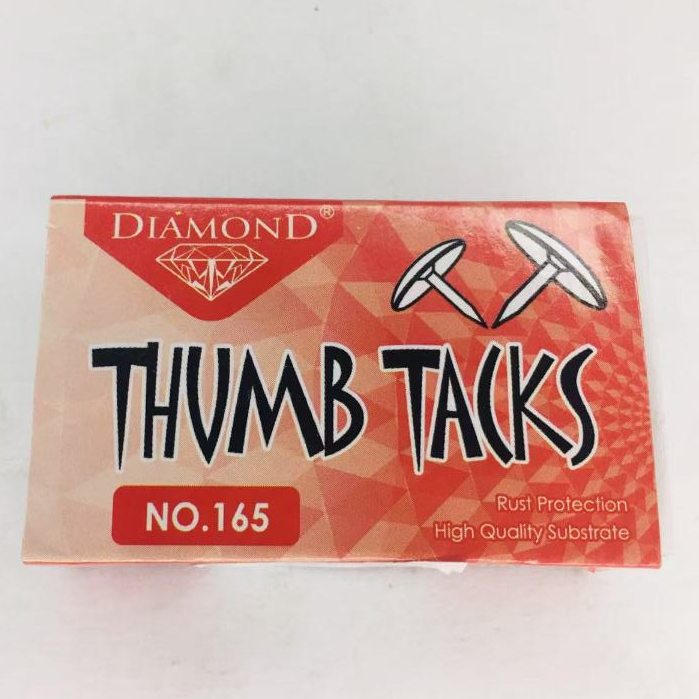 DIAMOND®
THUMB TACKS
NO.165
Rust Protection
High Quality Substrate